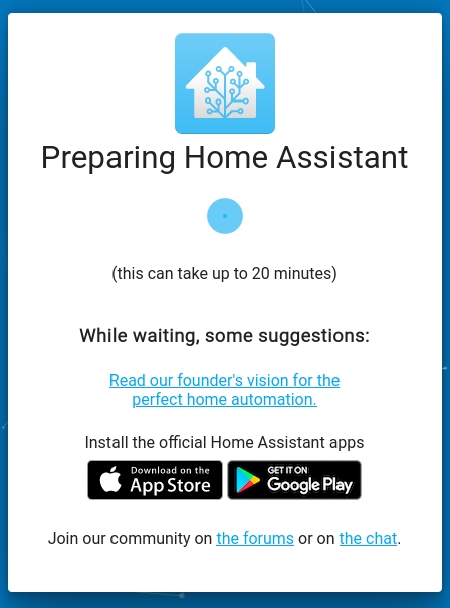 Preparing Home Assistant
(this can take up to 20 minutes)
While waiting, some suggestions:
Read our founder's vision for the
perfect home automation.
Install the official Home Assistant apps
Download on the
App Store
GET IT ON
Google Play
Join our community on the forums or on the chat.